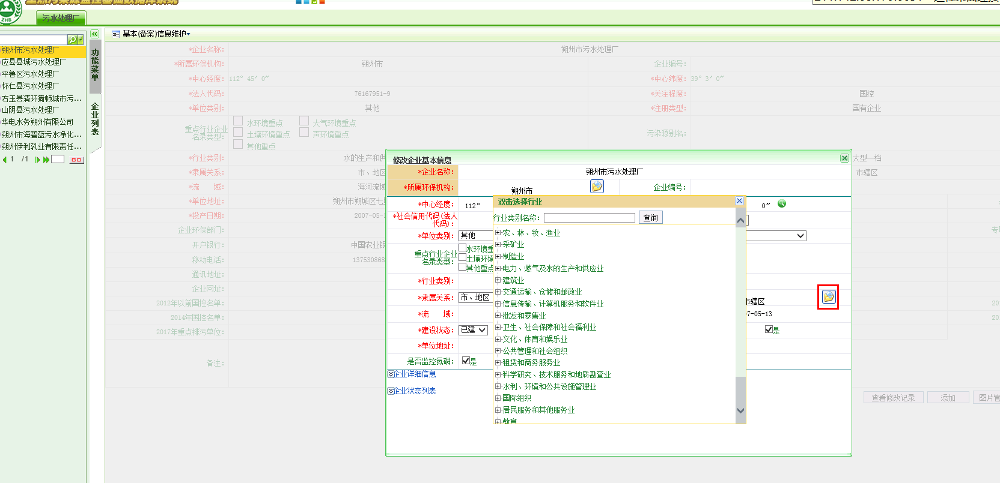 污水处理厂
基本(备案)信息维护
朔州市污水处理厂
应县县城污水处理厂
平鲁区污水处理厂
怀仁县污水处理厂
右玉县清环漪顿城市污...
山阴县污水处理厂
华电水务朔州有限公司
朔州市海碧蓝污水净化...
朔州伊利乳业有限责任...
1 /1 GO
功能菜单
企业列表
*企业名称: 朔州市污水处理厂
*所属环保机构: 朔州市 企业编号:
*中心经度: 112° 45′ 0″ *中心纬度: 39° 3′ 0″
*法人代码: 76167951-9 *关注程度: 国控
*单位类别: 其他 *注册类型: 国有企业
重点行业企业名录类型: 水环境重点 大气环境重点
土壤环境重点 声环境重点
其他重点
污染源别名:
*行业类别: 水的生产和供 大型一档
*隶属关系: 市、地区 市辖区
*流 域: 海河流域
*单位地址: 朔州市朔城区七里
*投产日期: 2007-05-1
企业环保部门:
开户银行: 中国农业银
移动电话: 137530868
通讯地址:
企业网址:
2012年以前国控名单: 20
2014年国控名单: 20
2017年重点排污单位:
备注:
查看修改记录 添加 图片管
修改企业基本信息
*企业名称: 朔州市污水处理厂
*所属环保机构: 朔州市 企业编号:
*中心经度: 112° 0″
*社会信用代码(法人代码):
*单位类别: 其他
重点行业企业名录类型: 水环境重
土壤环境
其他重点
*行业类别:
*隶属关系: 市、地区 市辖区
*流 域: 7-05-13
*建设状态: 已建 是
*单位地址:
是否监控氮磷: 是
企业详细信息
企业状态列表
双击选择行业
行业类别名称: 查询
农、林、牧、渔业
采矿业
制造业
电力、燃气及水的生产和供应业
建筑业
交通运输、仓储和邮政业
信息传输、计算机服务和软件业
批发和零售业
卫生、社会保障和社会福利业
文化、体育和娱乐业
公共管理和社会组织
租赁和商务服务业
科学研究、技术服务和地质勘查业
水利、环境和公共设施管理业
国际组织
居民服务和其他服务业
教育